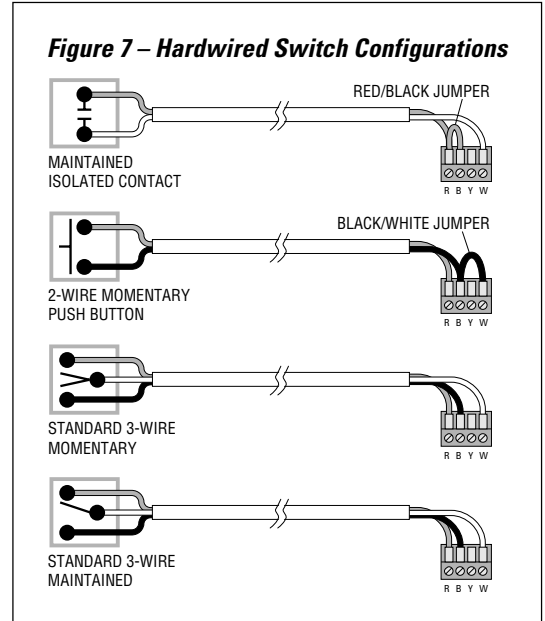 Figure 7 – Hardwired Switch Configurations
RED/BLACK JUMPER
MAINTAINED
ISOLATED CONTACT
R B Y W
BLACK/WHITE JUMPER
2-WIRE MOMENTARY
PUSH BUTTON
R B Y W
STANDARD 3-WIRE
MOMENTARY
R B Y W
STANDARD 3-WIRE
MAINTAINED
R B Y W